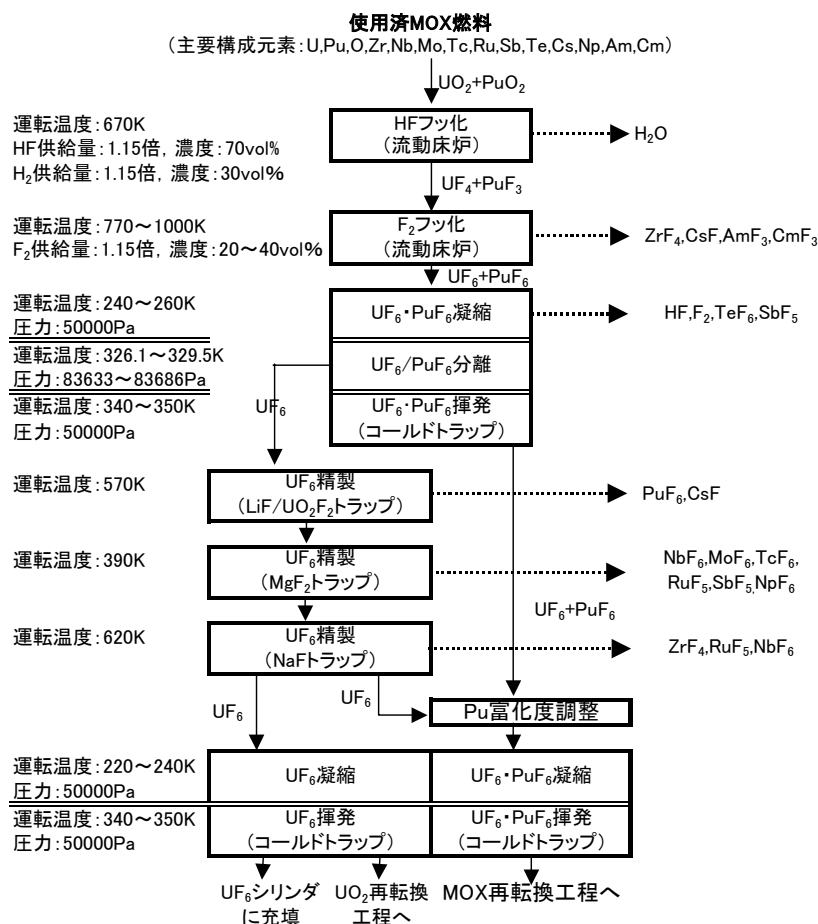 使用済MOX燃料
(主要構成元素:U,Pu,O,Zr,Nb,Mo,Tc,Ru,Sb,Te,Cs,Np,Am,Cm)
UO₂+PuO₂
運転温度:670K
HF供給量:1.15倍, 濃度:70vol%
H₂供給量:1.15倍, 濃度:30vol%
HFフッ化
(流動床炉)
H₂O
UF₄+PuF₃
運転温度:770～1000K
F₂供給量:1.15倍, 濃度:20～40vol%
F₂フッ化
(流動床炉)
ZrF₄,CsF,AmF₃,CmF₃
UF₆+PuF₆
運転温度:240～260K
圧力:50000Pa
UF₆・PuF₆凝縮
HF,F₂,TeF₆,SbF₅
運転温度:326.1～329.5K
圧力:83633～83686Pa
UF₆/PuF₆分離
運転温度:340～350K
圧力:50000Pa
UF₆
UF₆・PuF₆揮発
(コールドトラップ)
運転温度:570K
UF₆精製
(LiF/UO₂F₂トラップ)
PuF₆,CsF
運転温度:390K
UF₆精製
(MgF₂トラップ)
NbF₆,MoF₆,TcF₆,
RuF₅,SbF₅,NpF₆
UF₆+PuF₆
運転温度:620K
UF₆精製
(NaFトラップ)
ZrF₄,RuF₅,NbF₆
UF₆
UF₆
Pu富化度調整
運転温度:220～240K
圧力:50000Pa
UF₆凝縮
UF₆・PuF₆凝縮
運転温度:340～350K
圧力:50000Pa
UF₆揮発
(コールドトラップ)
UF₆・PuF₆揮発
(コールドトラップ)
UF₆シリンダ
に充填
UO₂再転換
工程へ
MOX再転換工程へ